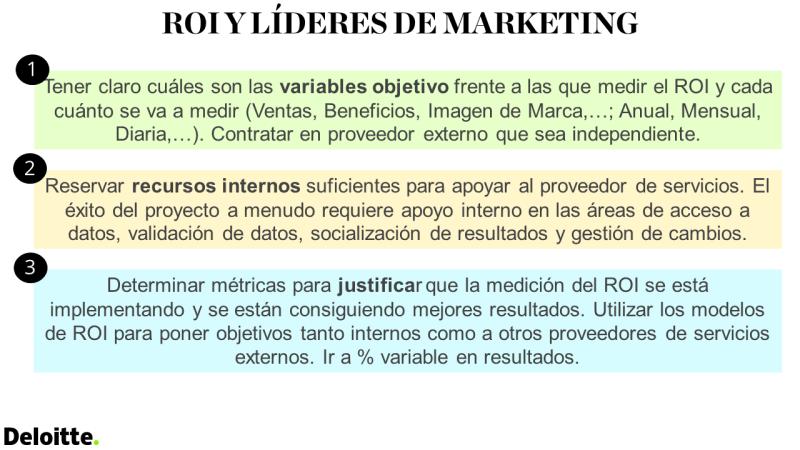 ROI Y LÍDERES DE MARKETING
1
Tener claro cuáles son las variables objetivo frente a las que medir el ROI y cada
cuánto se va a medir (Ventas, Beneficios, Imagen de Marca,…; Anual, Mensual,
Diaria,…). Contratar en proveedor externo que sea independiente.
2
Reservar recursos internos suficientes para apoyar al proveedor de servicios. El
éxito del proyecto a menudo requiere apoyo interno en las áreas de acceso a
datos, validación de datos, socialización de resultados y gestión de cambios.
3
Determinar métricas para justificar que la medición del ROI se está
implementando y se están consiguiendo mejores resultados. Utilizar los modelos
de ROI para poner objetivos tanto internos como a otros proveedores de servicios
externos. Ir a % variable en resultados.
Deloitte.